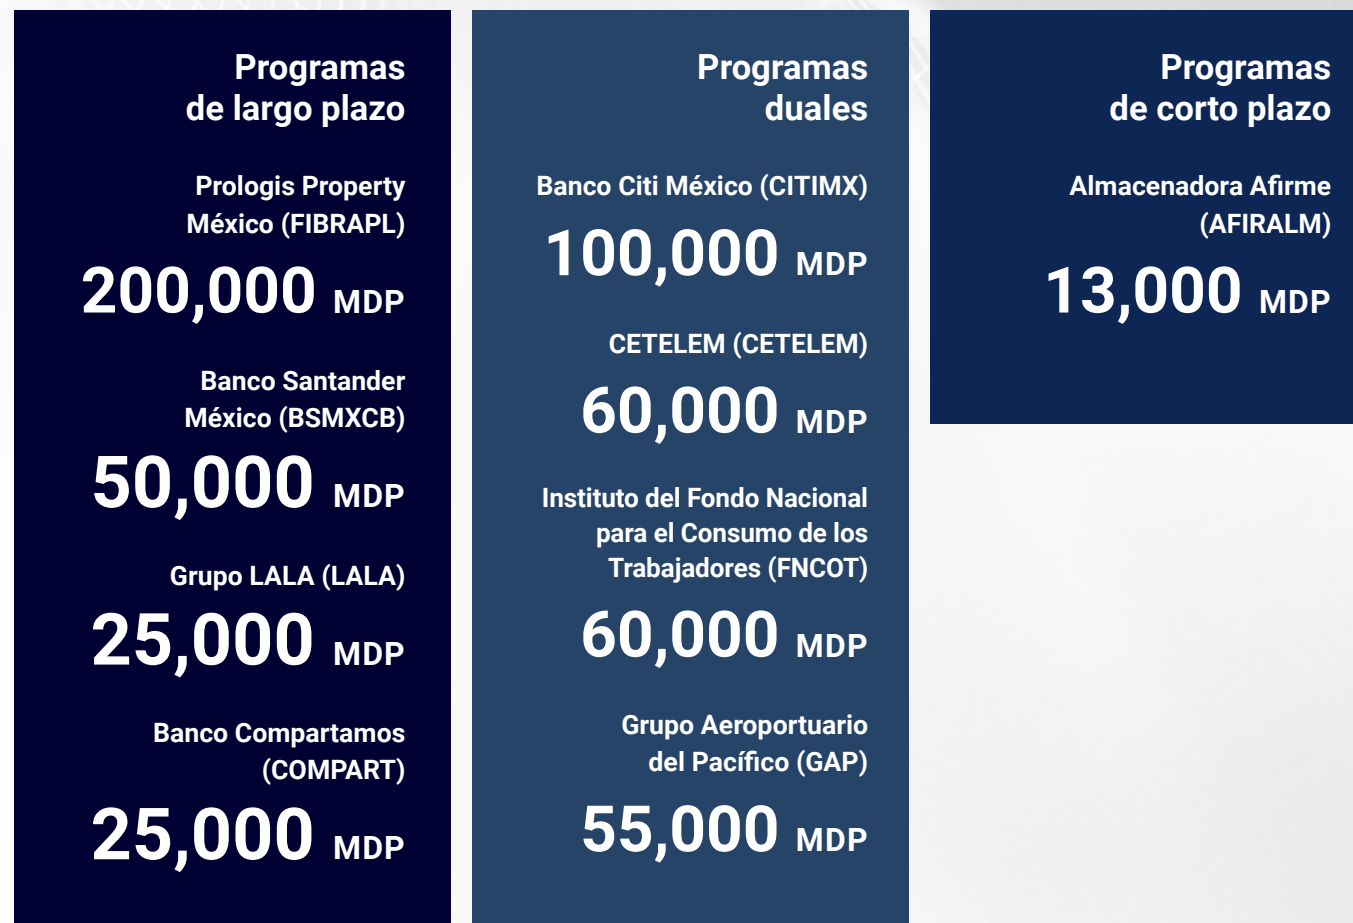 Programas
de largo plazo
Prologis Property
México (FIBRAPL)
200,000 MDP
Banco Santander
México (BSMXCB)
50,000 MDP
Grupo LALA (LALA)
25,000 MDP
Banco Compartamos
(COMPART)
25,000 MDP
Programas
duales
Banco Citi México (CITIMX)
100,000 MDP
CETELEM (CETELEM)
60,000 MDP
Instituto del Fondo Nacional
para el Consumo de los
Trabajadores (FNCOT)
60,000 MDP
Grupo Aeroportuario
del Pacífico (GAP)
55,000 MDP
Programas
de corto plazo
Almacenadora Afirme
(AFIRALM)
13,000 MDP